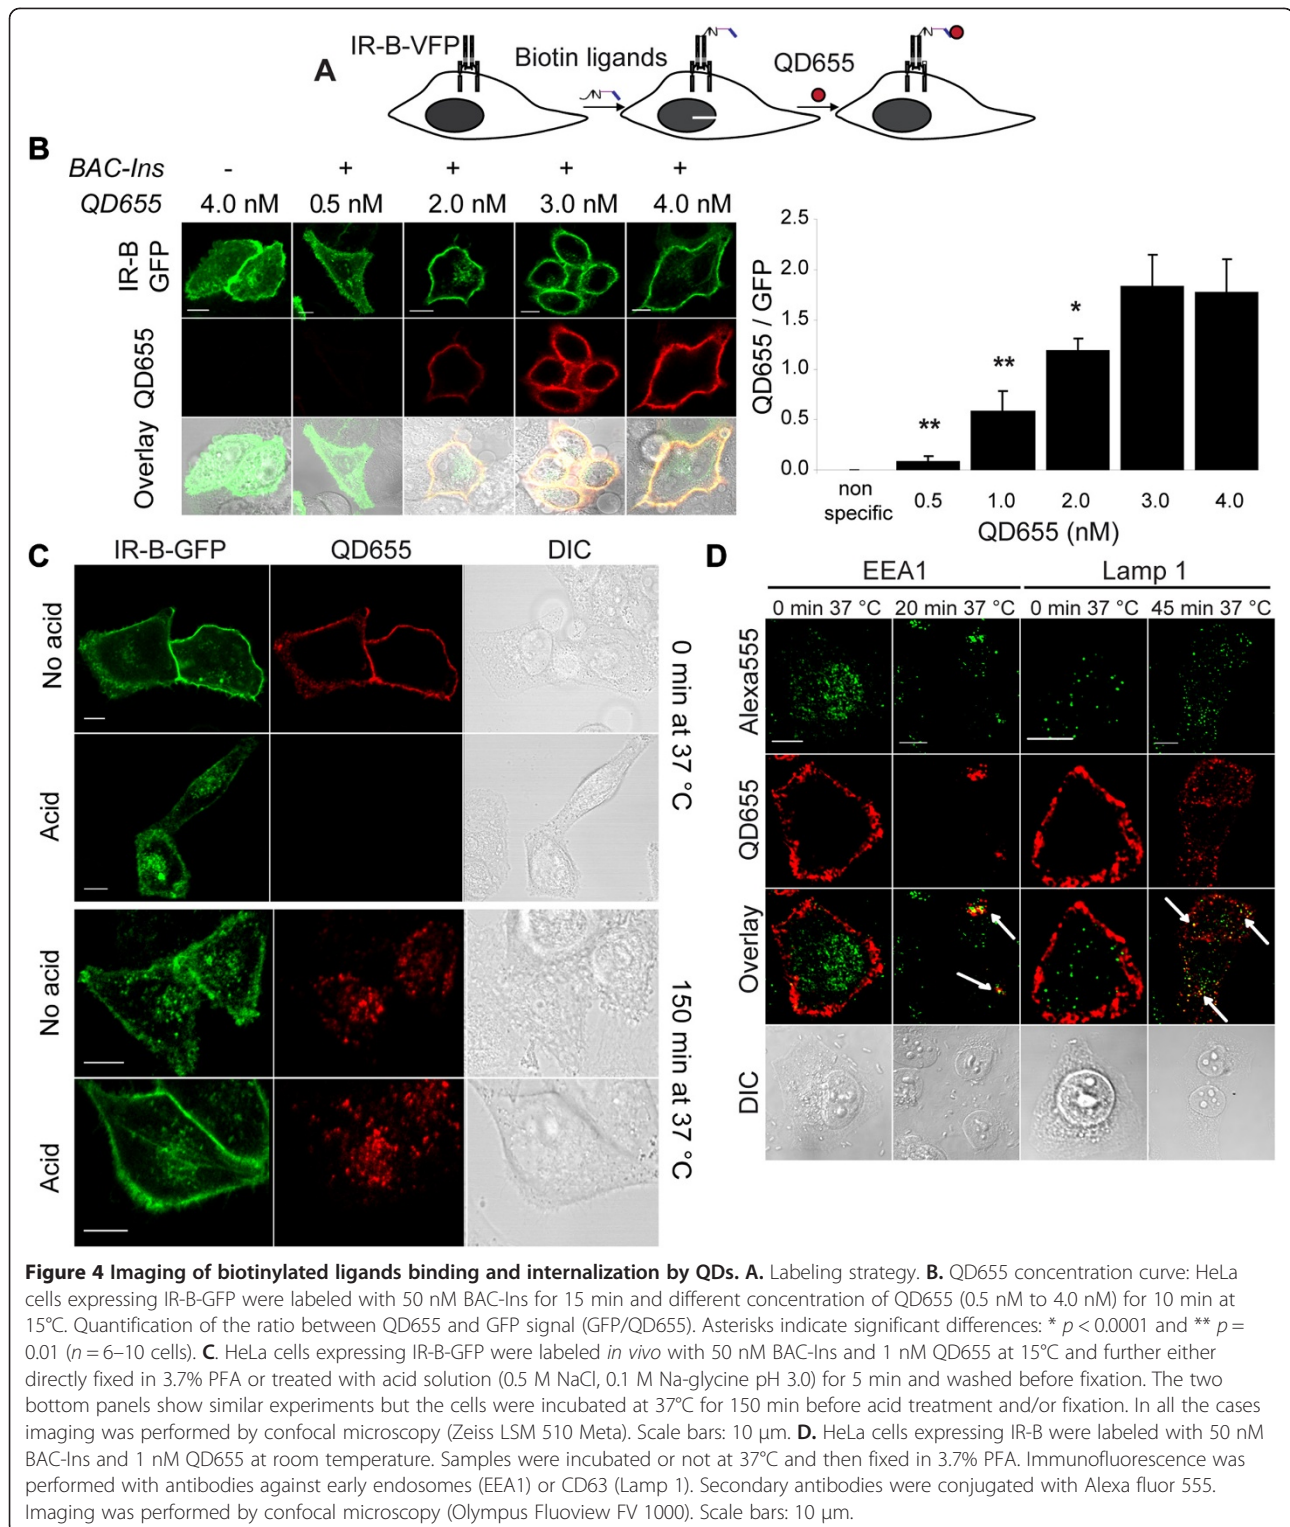 IR-B-VFP
A
Biotin ligands
QD655
B
BAC-Ins - + + + +
QD655 4.0 nM 0.5 nM 2.0 nM 3.0 nM 4.0 nM
IR-B
GFP
QD655
Overlay
QD655 / GFP
2.5
2.0
1.5
1.0
0.5
0.0
**
**
*
non
specific
0.5 1.0 2.0 3.0 4.0
QD655 (nM)
C
IR-B-GFP QD655 DIC
No acid
Acid
0 min at 37 °C
No acid
Acid
150 min at 37 °C
D
EEA1 Lamp 1
0 min 37 °C 20 min 37 °C 0 min 37 °C 45 min 37 °C
Alexa555
QD655
Overlay
DIC
Figure 4 Imaging of biotinylated ligands binding and internalization by QDs. A. Labeling strategy. B. QD655 concentration curve: HeLa
cells expressing IR-B-GFP were labeled with 50 nM BAC-Ins for 15 min and different concentration of QD655 (0.5 nM to 4.0 nM) for 10 min at
15°C. Quantification of the ratio between QD655 and GFP signal (GFP/QD655). Asterisks indicate significant differences: * p < 0.0001 and ** p =
0.01 (n = 6–10 cells). C. HeLa cells expressing IR-B-GFP were labeled in vivo with 50 nM BAC-Ins and 1 nM QD655 at 15°C and further either
directly fixed in 3.7% PFA or treated with acid solution (0.5 M NaCl, 0.1 M Na-glycine pH 3.0) for 5 min and washed before fixation. The two
bottom panels show similar experiments but the cells were incubated at 37°C for 150 min before acid treatment and/or fixation. In all the cases
imaging was performed by confocal microscopy (Zeiss LSM 510 Meta). Scale bars: 10 μm. D. HeLa cells expressing IR-B were labeled with 50 nM
BAC-Ins and 1 nM QD655 at room temperature. Samples were incubated or not at 37°C and then fixed in 3.7% PFA. Immunofluorescence was
performed with antibodies against early endosomes (EEA1) or CD63 (Lamp 1). Secondary antibodies were conjugated with Alexa fluor 555.
Imaging was performed by confocal microscopy (Olympus Fluoview FV 1000). Scale bars: 10 μm.